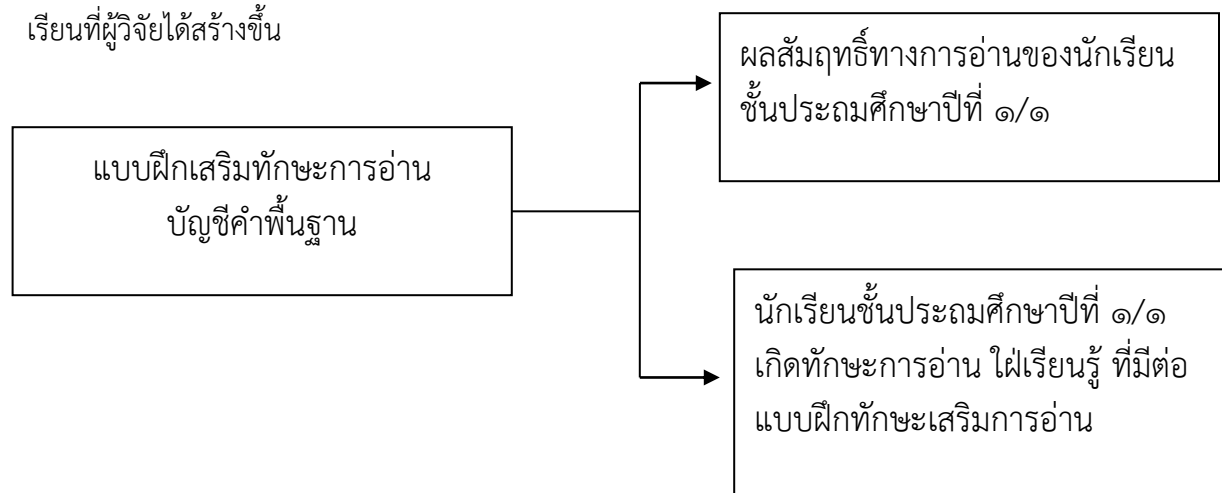 เรียนที่ผู้วิจัยได้สร้างขึ้น
แบบฝึกเสริมทักษะการอ่าน
บัญชีคำพื้นฐาน
ผลสัมฤทธิ์ทางการอ่านของนักเรียน
ชั้นประถมศึกษาปีที่ ๑/๑
นักเรียนชั้นประถมศึกษาปีที่ ๑/๑
เกิดทักษะการอ่าน ใฝ่เรียนรู้ ที่มีต่อ
แบบฝึกทักษะเสริมการอ่าน